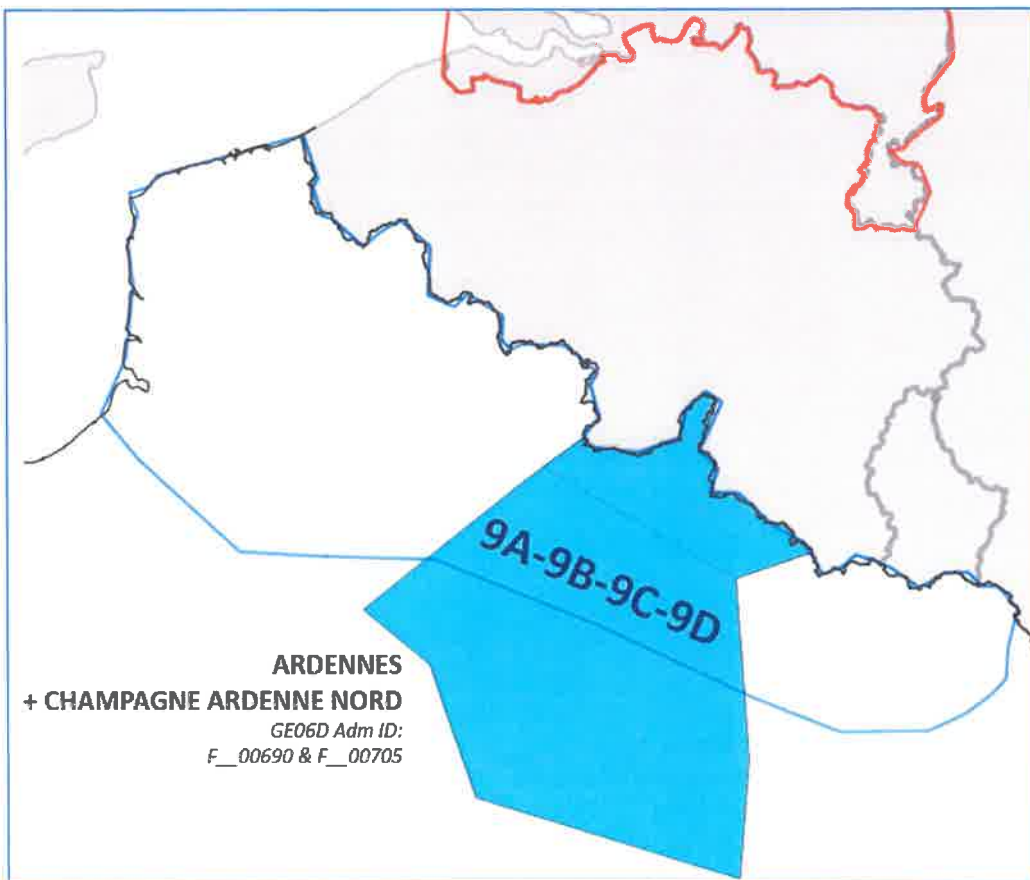 9A-9B-9C-9D
ARDENNES
+ CHAMPAGNE ARDENNE NORD
GE06D Adm ID:
F__00690 & F__00705